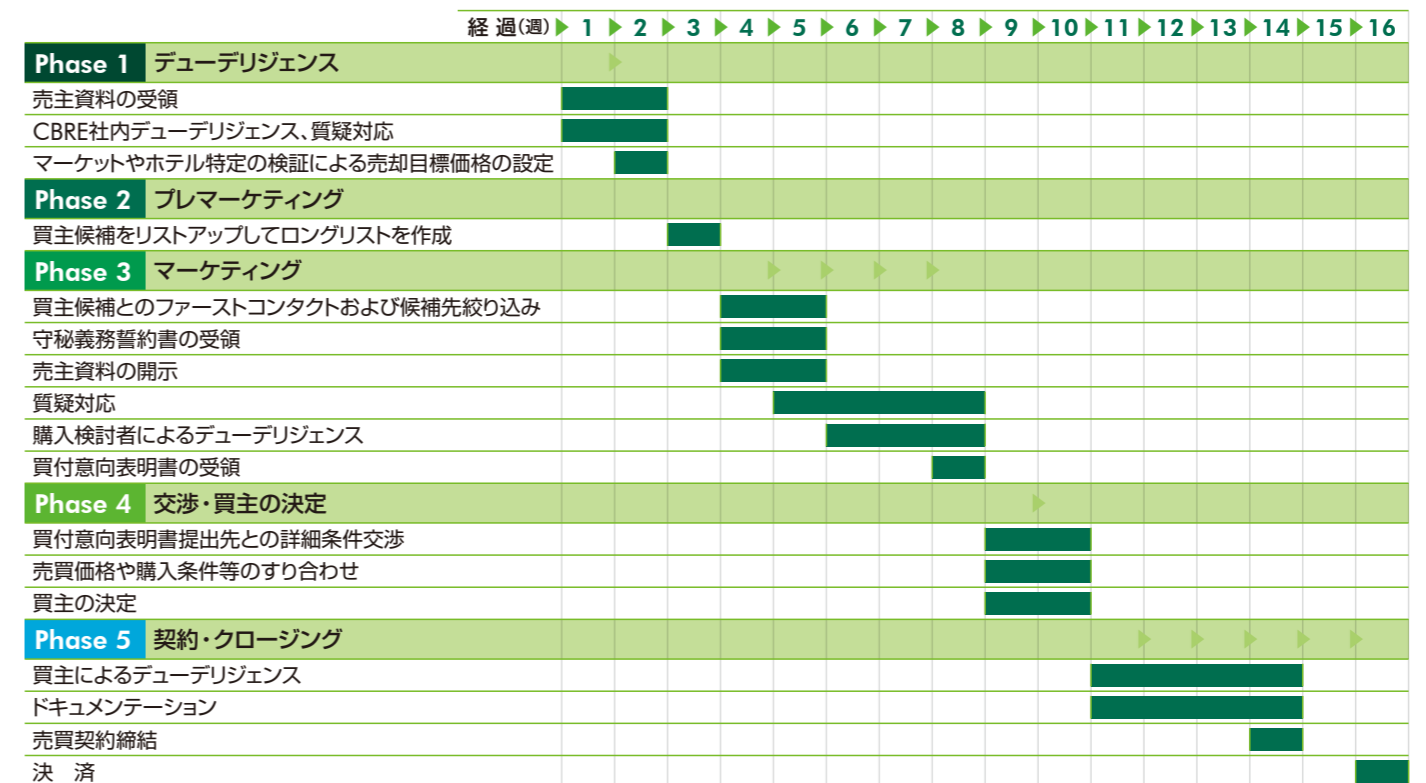 経 過(週) 1 2 3 4 5 6 7 8 9 10 11 12 13 14 15 16
Phase 1 デューデリジェンス
売主資料の受領
CBRE社内デューデリジェンス、質疑対応
マーケットやホテル特定の検証による売却目標価格の設定
Phase 2 プレマーケティング
買主候補をリストアップしてロングリストを作成
Phase 3 マーケティング
買主候補とのファーストコンタクトおよび候補先絞り込み
守秘義務誓約書の受領
売主資料の開示
質疑対応
購入検討者によるデューデリジェンス
買付意向表明書の受領
Phase 4 交渉・買主の決定
買付意向表明書提出先との詳細条件交渉
売買価格や購入条件等のすり合わせ
買主の決定
Phase 5 契約・クロージング
買主によるデューデリジェンス
ドキュメンテーション
売買契約締結
決 済